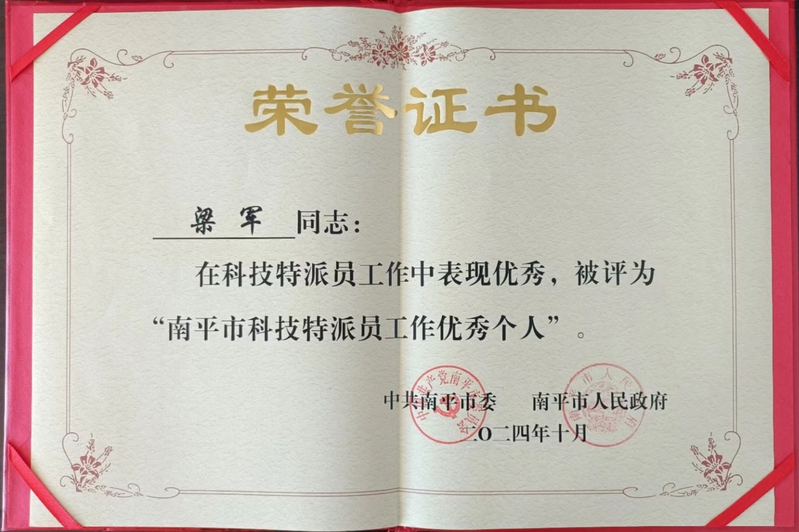 荣誉证书
梁军同志：
在科技特派员工作中表现优秀，被评为
“南平市科技特派员工作优秀个人”。
中共南平市委 南平市人民政府
二〇二四年十月